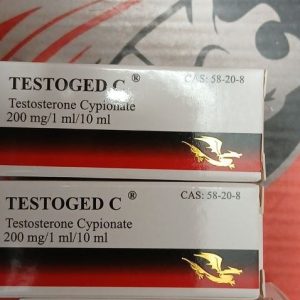 TESTOGED C ® CAS: 58-20-8
Testosterone Cypionate
200 mg/1 ml/10 ml
TESTOGED C ® CAS: 58-20-8
Testosterone Cypionate
200 mg/1 ml/10 ml